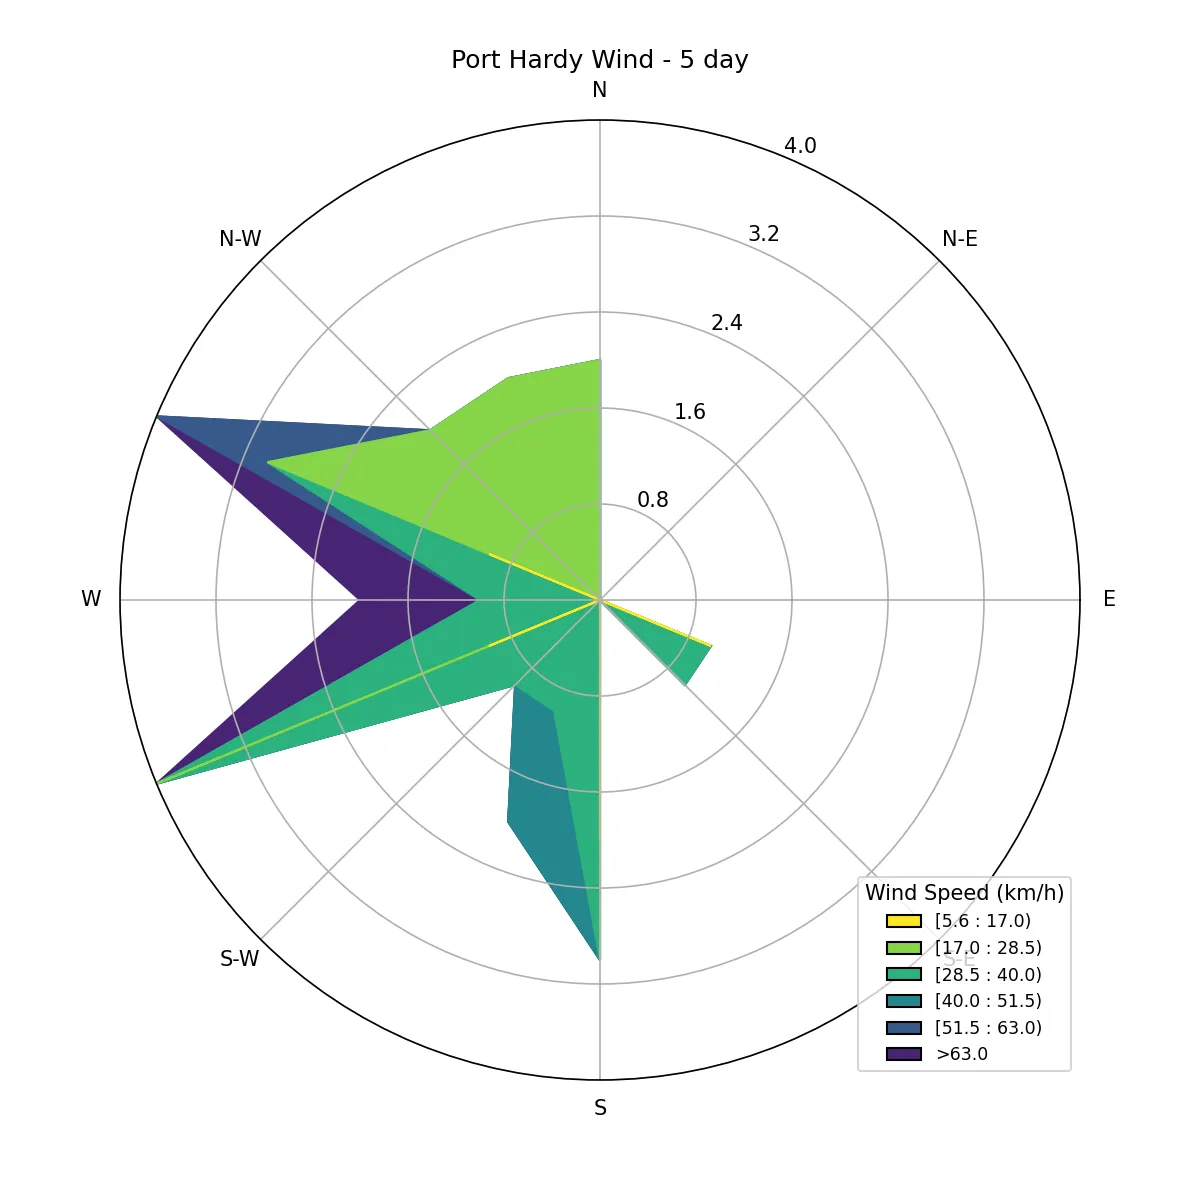 Port Hardy Wind - 5 day
N
4.0
N-W
N-E
3.2
2.4
1.6
0.8
W
E
Wind Speed (km/h)
[5.6 : 17.0)
[17.0 : 28.5)
S-W
S-E
[28.5 : 40.0)
[40.0 : 51.5)
[51.5 : 63.0)
>63.0
S